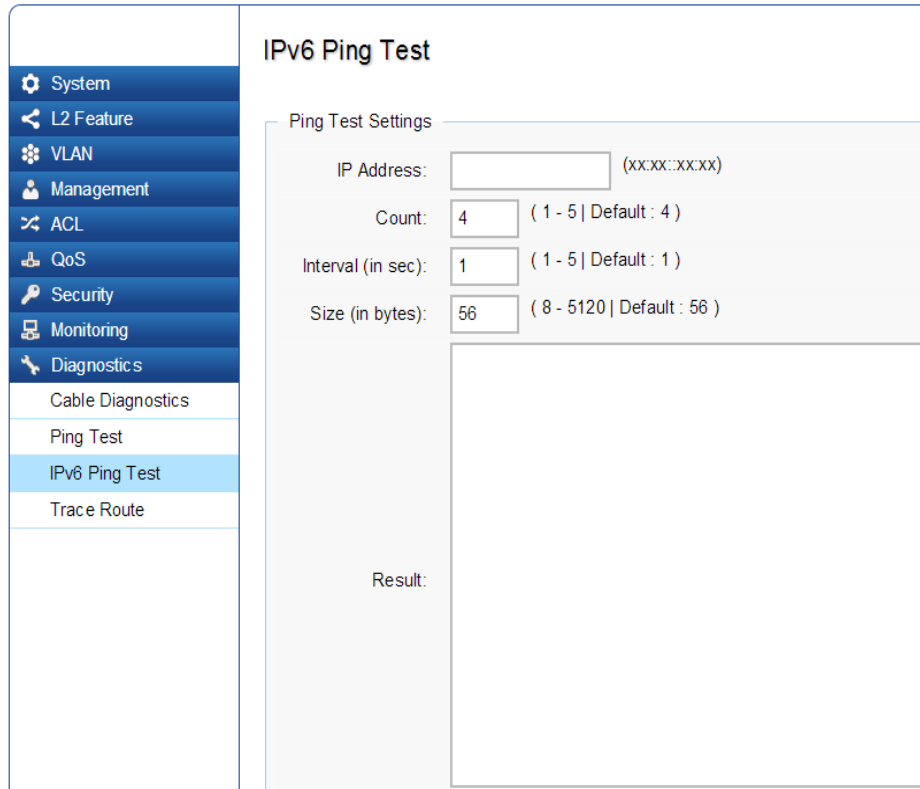 IPv6 Ping Test
System
L2 Feature
VLAN
Management
ACL
QoS
Security
Monitoring
Diagnostics
Cable Diagnostics
Ping Test
IPv6 Ping Test
Trace Route
Ping Test Settings
IP Address: (xx:xx::xx:xx)
Count: 4 ( 1 - 5 | Default : 4 )
Interval (in sec): 1 ( 1 - 5 | Default : 1 )
Size (in bytes): 56 ( 8 - 5120 | Default : 56 )
Result: